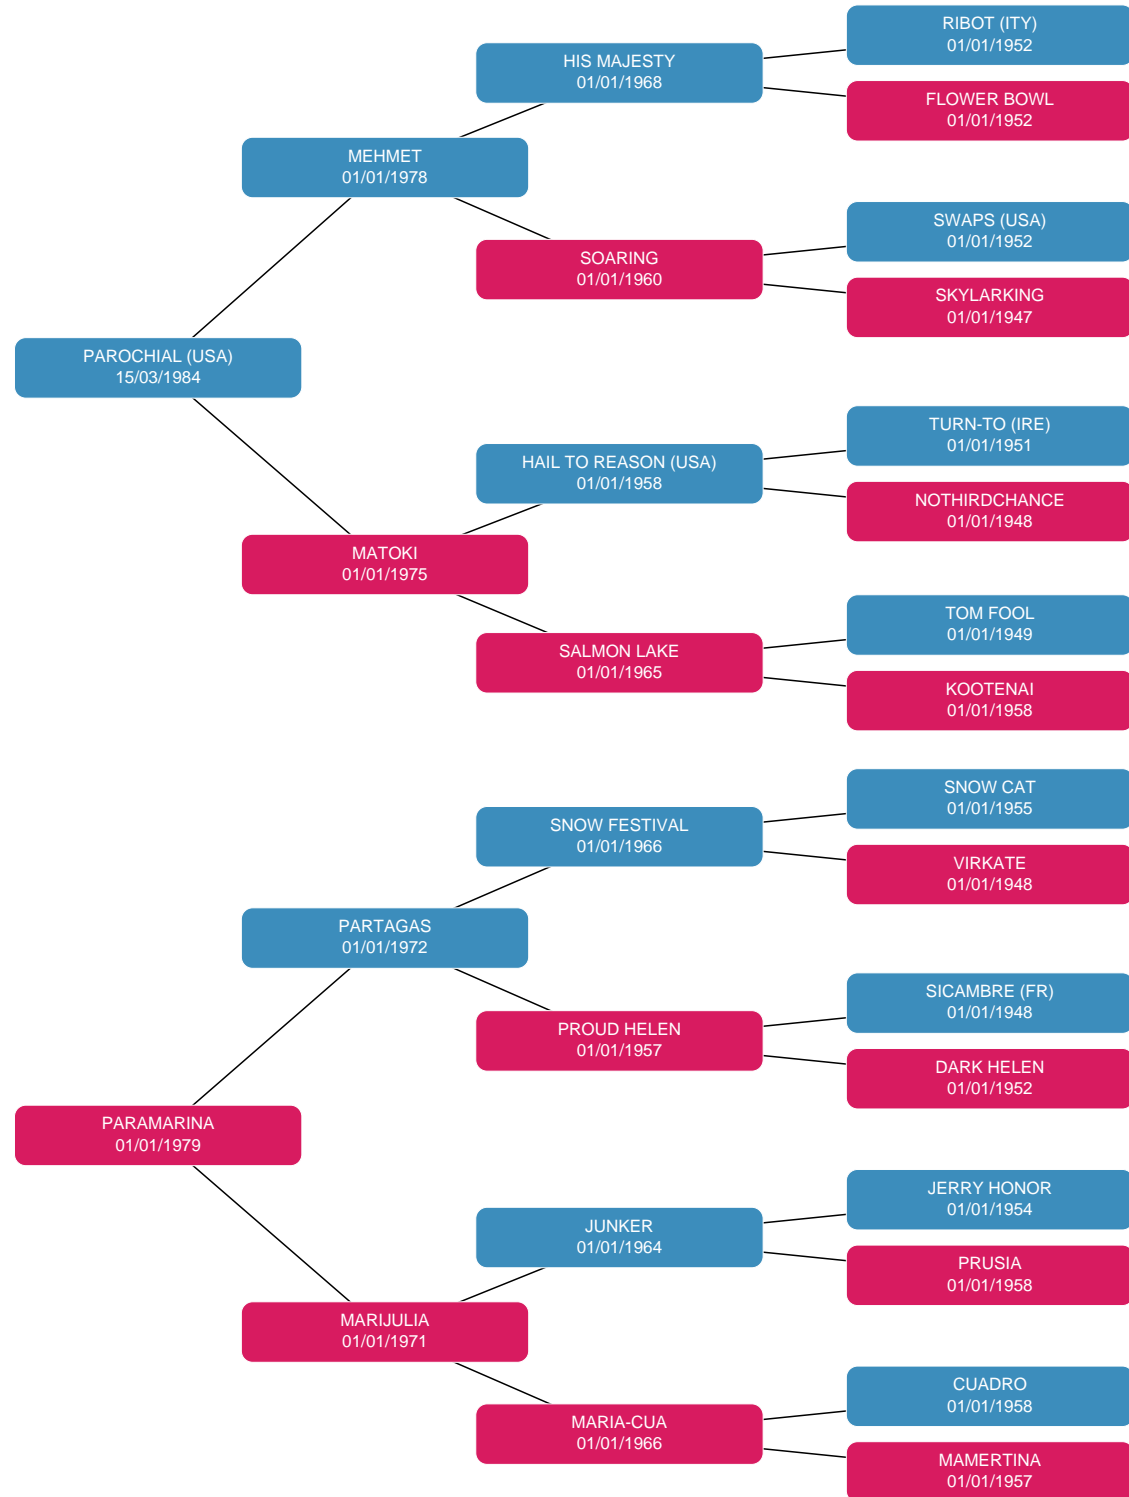 RIBOT (ITY)
01/01/1952
HIS MAJESTY
01/01/1968
FLOWER BOWL
01/01/1952
MEHMET
01/01/1978
SWAPS (USA)
01/01/1952
SOARING
01/01/1960
SKYLARKING
01/01/1947
PAROCHIAL (USA)
15/03/1984
TURN-TO (IRE)
01/01/1951
HAIL TO REASON (USA)
01/01/1958
NOTHIRDCHANCE
01/01/1948
MATOKI
01/01/1975
TOM FOOL
01/01/1949
SALMON LAKE
01/01/1965
KOOTENAI
01/01/1958
SNOW CAT
01/01/1955
SNOW FESTIVAL
01/01/1966
VIRKATE
01/01/1948
PARTAGAS
01/01/1972
SICAMBRE (FR)
01/01/1948
PROUD HELEN
01/01/1957
DARK HELEN
01/01/1952
PARAMARINA
01/01/1979
JERRY HONOR
01/01/1954
JUNKER
01/01/1964
PRUSIA
01/01/1958
MARIJULIA
01/01/1971
CUADRO
01/01/1958
MARIA-CUA
01/01/1966
MAMERTINA
01/01/1957